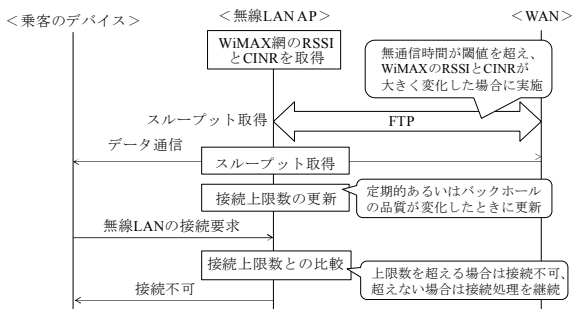 ＜乗客のデバイス＞
＜無線LAN AP＞
＜WAN＞
WiMAX網のRSSI
とCINRを取得
無通信時間が閾値を超え、
WiMAXのRSSIとCINRが
大きく変化した場合に実施
スループット取得
FTP
データ通信
スループット取得
接続上限数の更新
定期的あるいはバックホール
の品質が変化したときに更新
無線LANの接続要求
接続上限数との比較
上限数を超える場合は接続不可、
超えない場合は接続処理を継続
接続不可